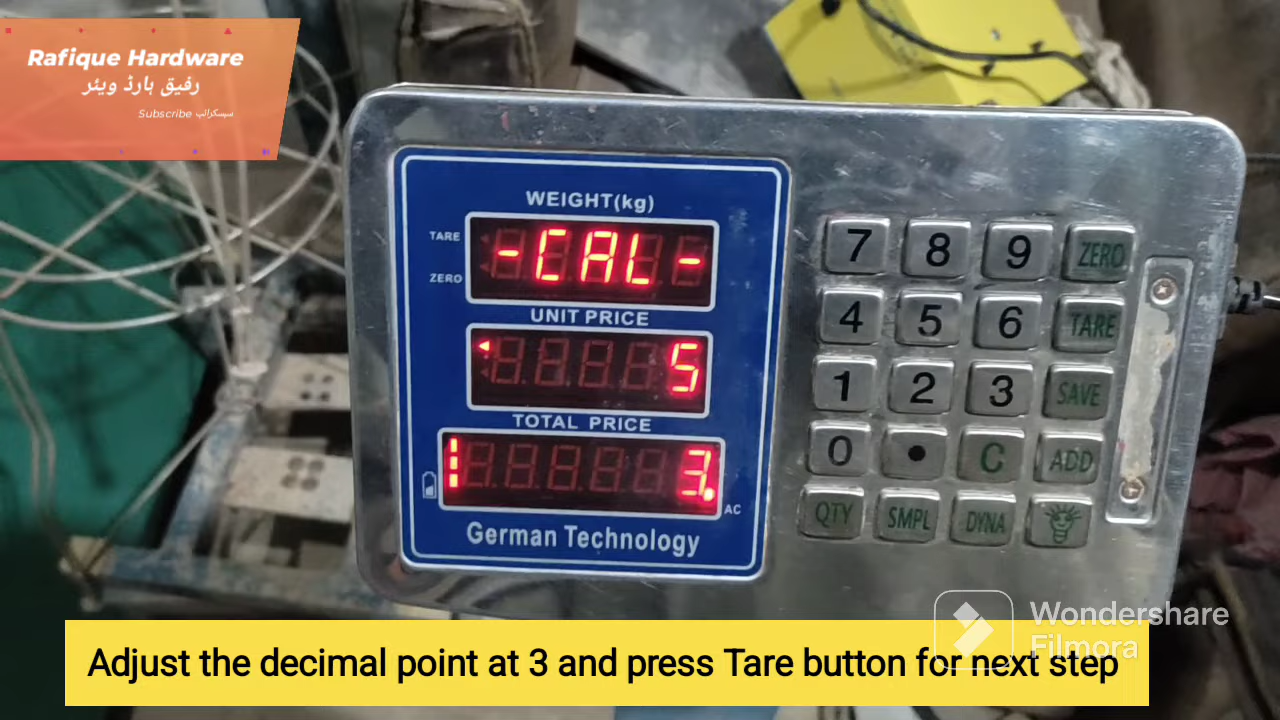 Rafique Hardware
رفیق ہارڈ ویئر
Subscribe سبسکرائب
WEIGHT(kg)
TARE
-CAL-
ZERO
UNIT PRICE
5
TOTAL PRICE
1 3.
AC
German Technology
7 8 9 ZERO
4 5 6 TARE
1 2 3 SAVE
0 . C ADD
QTY SMPL DYNA
Wondershare
Filmora
Adjust the decimal point at 3 and press Tare button for next step